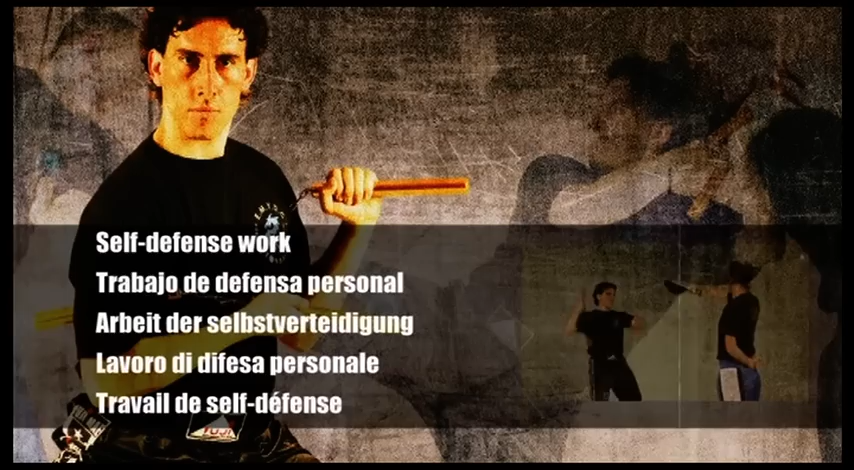 Self-defense work
Trabajo de defensa personal
Arbeit der selbstverteidigung
Lavoro di difesa personale
Travail de self-défense